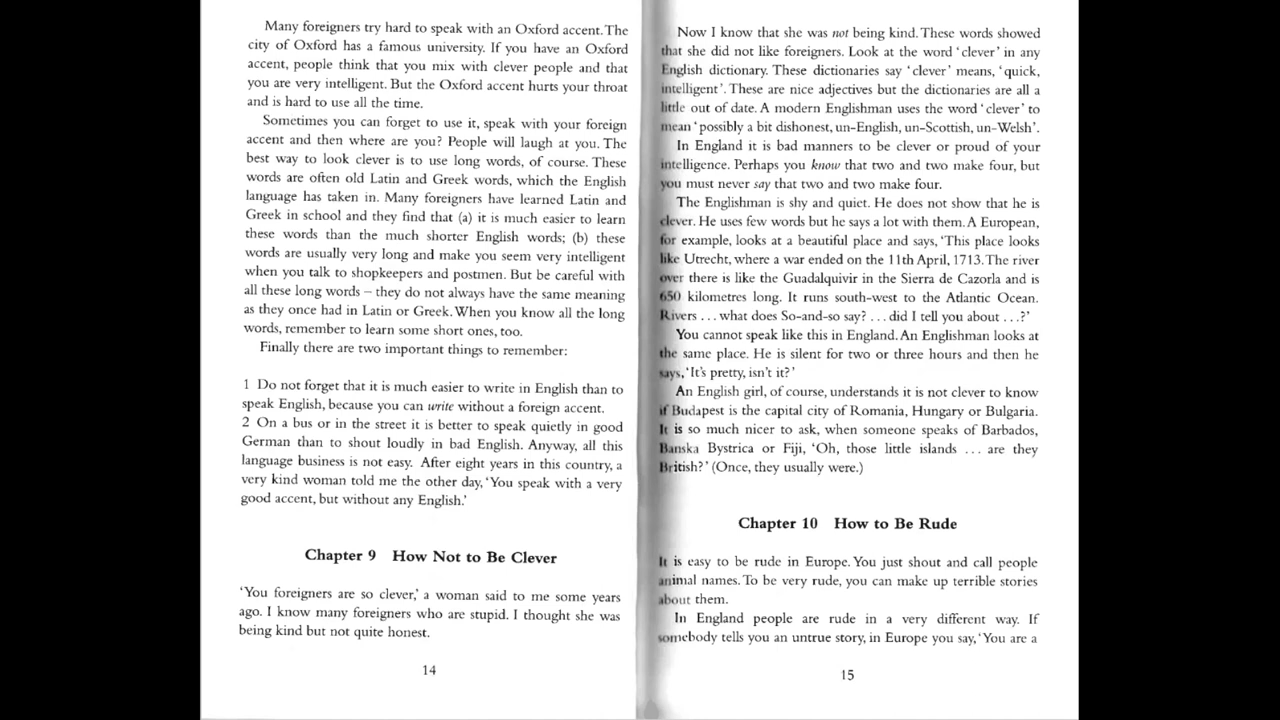 Many foreigners try hard to speak with an Oxford accent. The
city of Oxford has a famous university. If you have an Oxford
accent, people think that you mix with clever people and that
you are very intelligent. But the Oxford accent hurts your throat
and is hard to use all the time.
Sometimes you can forget to use it, speak with your foreign
accent and then where are you? People will laugh at you. The
best way to look clever is to use long words, of course. These
words are often old Latin and Greek words, which the English
language has taken in. Many foreigners have learned Latin and
Greek in school and they find that (a) it is much easier to learn
these words than the much shorter English words; (b) these
words are usually very long and make you seem very intelligent
when you talk to shopkeepers and postmen. But be careful with
all these long words – they do not always have the same meaning
as they once had in Latin or Greek. When you know all the long
words, remember to learn some short ones, too.
Finally there are two important things to remember:
1 Do not forget that it is much easier to write in English than to
speak English, because you can write without a foreign accent.
2 On a bus or in the street it is better to speak quietly in good
German than to shout loudly in bad English. Anyway, all this
language business is not easy. After eight years in this country, a
very kind woman told me the other day, 'You speak with a very
good accent, but without any English.'
Chapter 9 How Not to Be Clever
'You foreigners are so clever,' a woman said to me some years
ago. I know many foreigners who are stupid. I thought she was
being kind but not quite honest.
14
Now I know that she was not being kind. These words showed
that she did not like foreigners. Look at the word 'clever' in any
English dictionary. These dictionaries say 'clever' means, 'quick,
intelligent'. These are nice adjectives but the dictionaries are all a
little out of date. A modern Englishman uses the word 'clever' to
mean 'possibly a bit dishonest, un-English, un-Scottish, un-Welsh'.
In England it is bad manners to be clever or proud of your
intelligence. Perhaps you know that two and two make four, but
you must never say that two and two make four.
The Englishman is shy and quiet. He does not show that he is
clever. He uses few words but he says a lot with them. A European,
for example, looks at a beautiful place and says, 'This place looks
like Utrecht, where a war ended on the 11th April, 1713. The river
over there is like the Guadalquivir in the Sierra de Cazorla and is
650 kilometres long. It runs south-west to the Atlantic Ocean.
Rivers . . . what does So-and-so say? . . . did I tell you about . . .?'
You cannot speak like this in England. An Englishman looks at
the same place. He is silent for two or three hours and then he
says, 'It's pretty, isn't it?'
An English girl, of course, understands it is not clever to know
if Budapest is the capital city of Romania, Hungary or Bulgaria.
It is so much nicer to ask, when someone speaks of Barbados,
Banska Bystrica or Fiji, 'Oh, those little islands . . . are they
British?' (Once, they usually were.)
Chapter 10 How to Be Rude
It is easy to be rude in Europe. You just shout and call people
animal names. To be very rude, you can make up terrible stories
about them.
In England people are rude in a very different way. If
somebody tells you an untrue story, in Europe you say, 'You are a
15